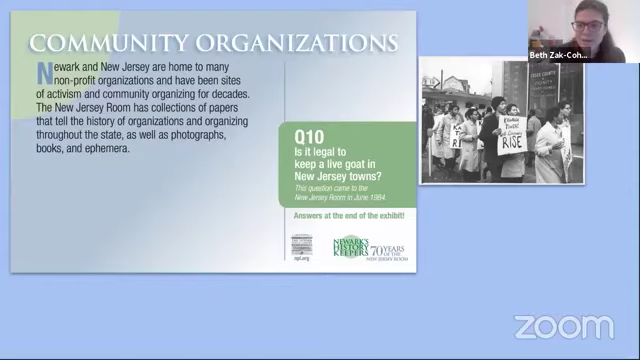 COMMUNITY ORGANIZATIONS
Newark and New Jersey are home to many
non-profit organizations and have been sites
of activism and community organizing for decades.
The New Jersey Room has collections of papers
that tell the history of organizations and organizing
throughout the state, as well as photographs,
books, and ephemera.
Q10
Is it legal to
keep a live goat in
New Jersey towns?
This question came to the
New Jersey Room in June 1984.
Answers at the end of the exhibit!
npl.org
NEWARK'S
HISTORY
KEEPERS
70 YEARS
OF THE
NEW JERSEY ROOM
RISE
Beth Zak-Coh...
zoom